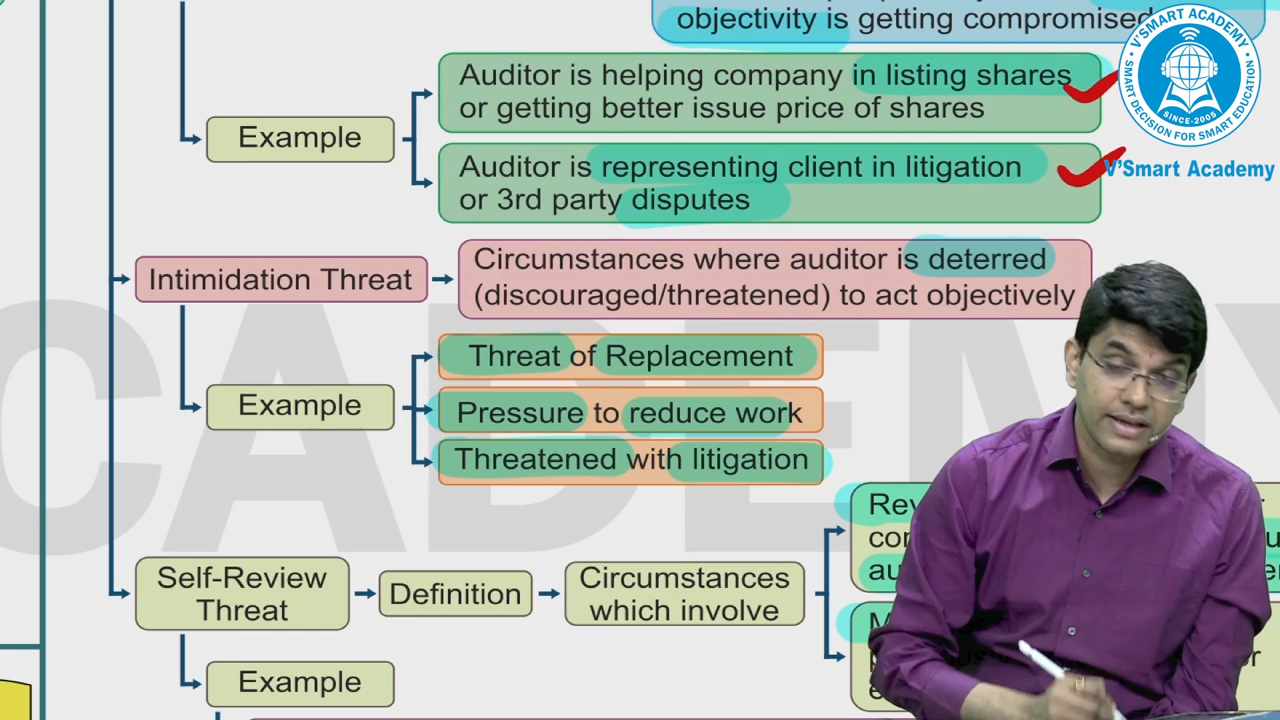 objectivity is getting compromised
Auditor is helping company in listing shares
or getting better issue price of shares
Example
Auditor is representing client in litigation
or 3rd party disputes
V'SMART ACADEMY
SMART DECISION FOR SMART EDUCATION
SINCE-2005
V'Smart Academy
Intimidation Threat
Circumstances where auditor is deterred
(discouraged/threatened) to act objectively
Example
Threat of Replacement
Pressure to reduce work
Threatened with litigation
Self-Review
Threat
Definition
Circumstances
which involve
Example